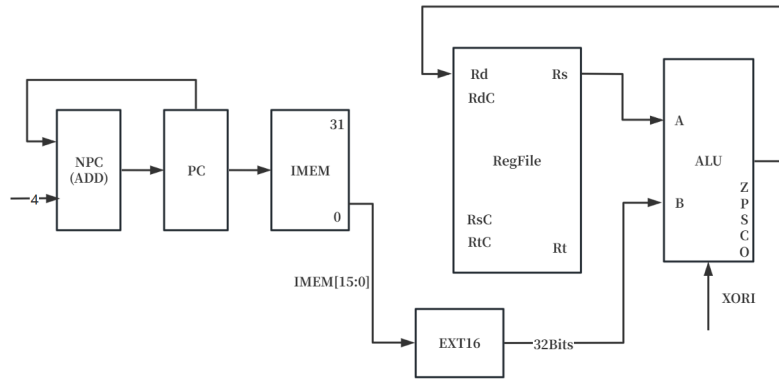 NPC
(ADD)
4
PC
31
IMEM
0
IMEM[15:0]
EXT16
32Bits
Rd
Rs
RdC
RegFile
RsC
RtC
Rt
A
ALU
B
Z
P
S
C
O
XORI